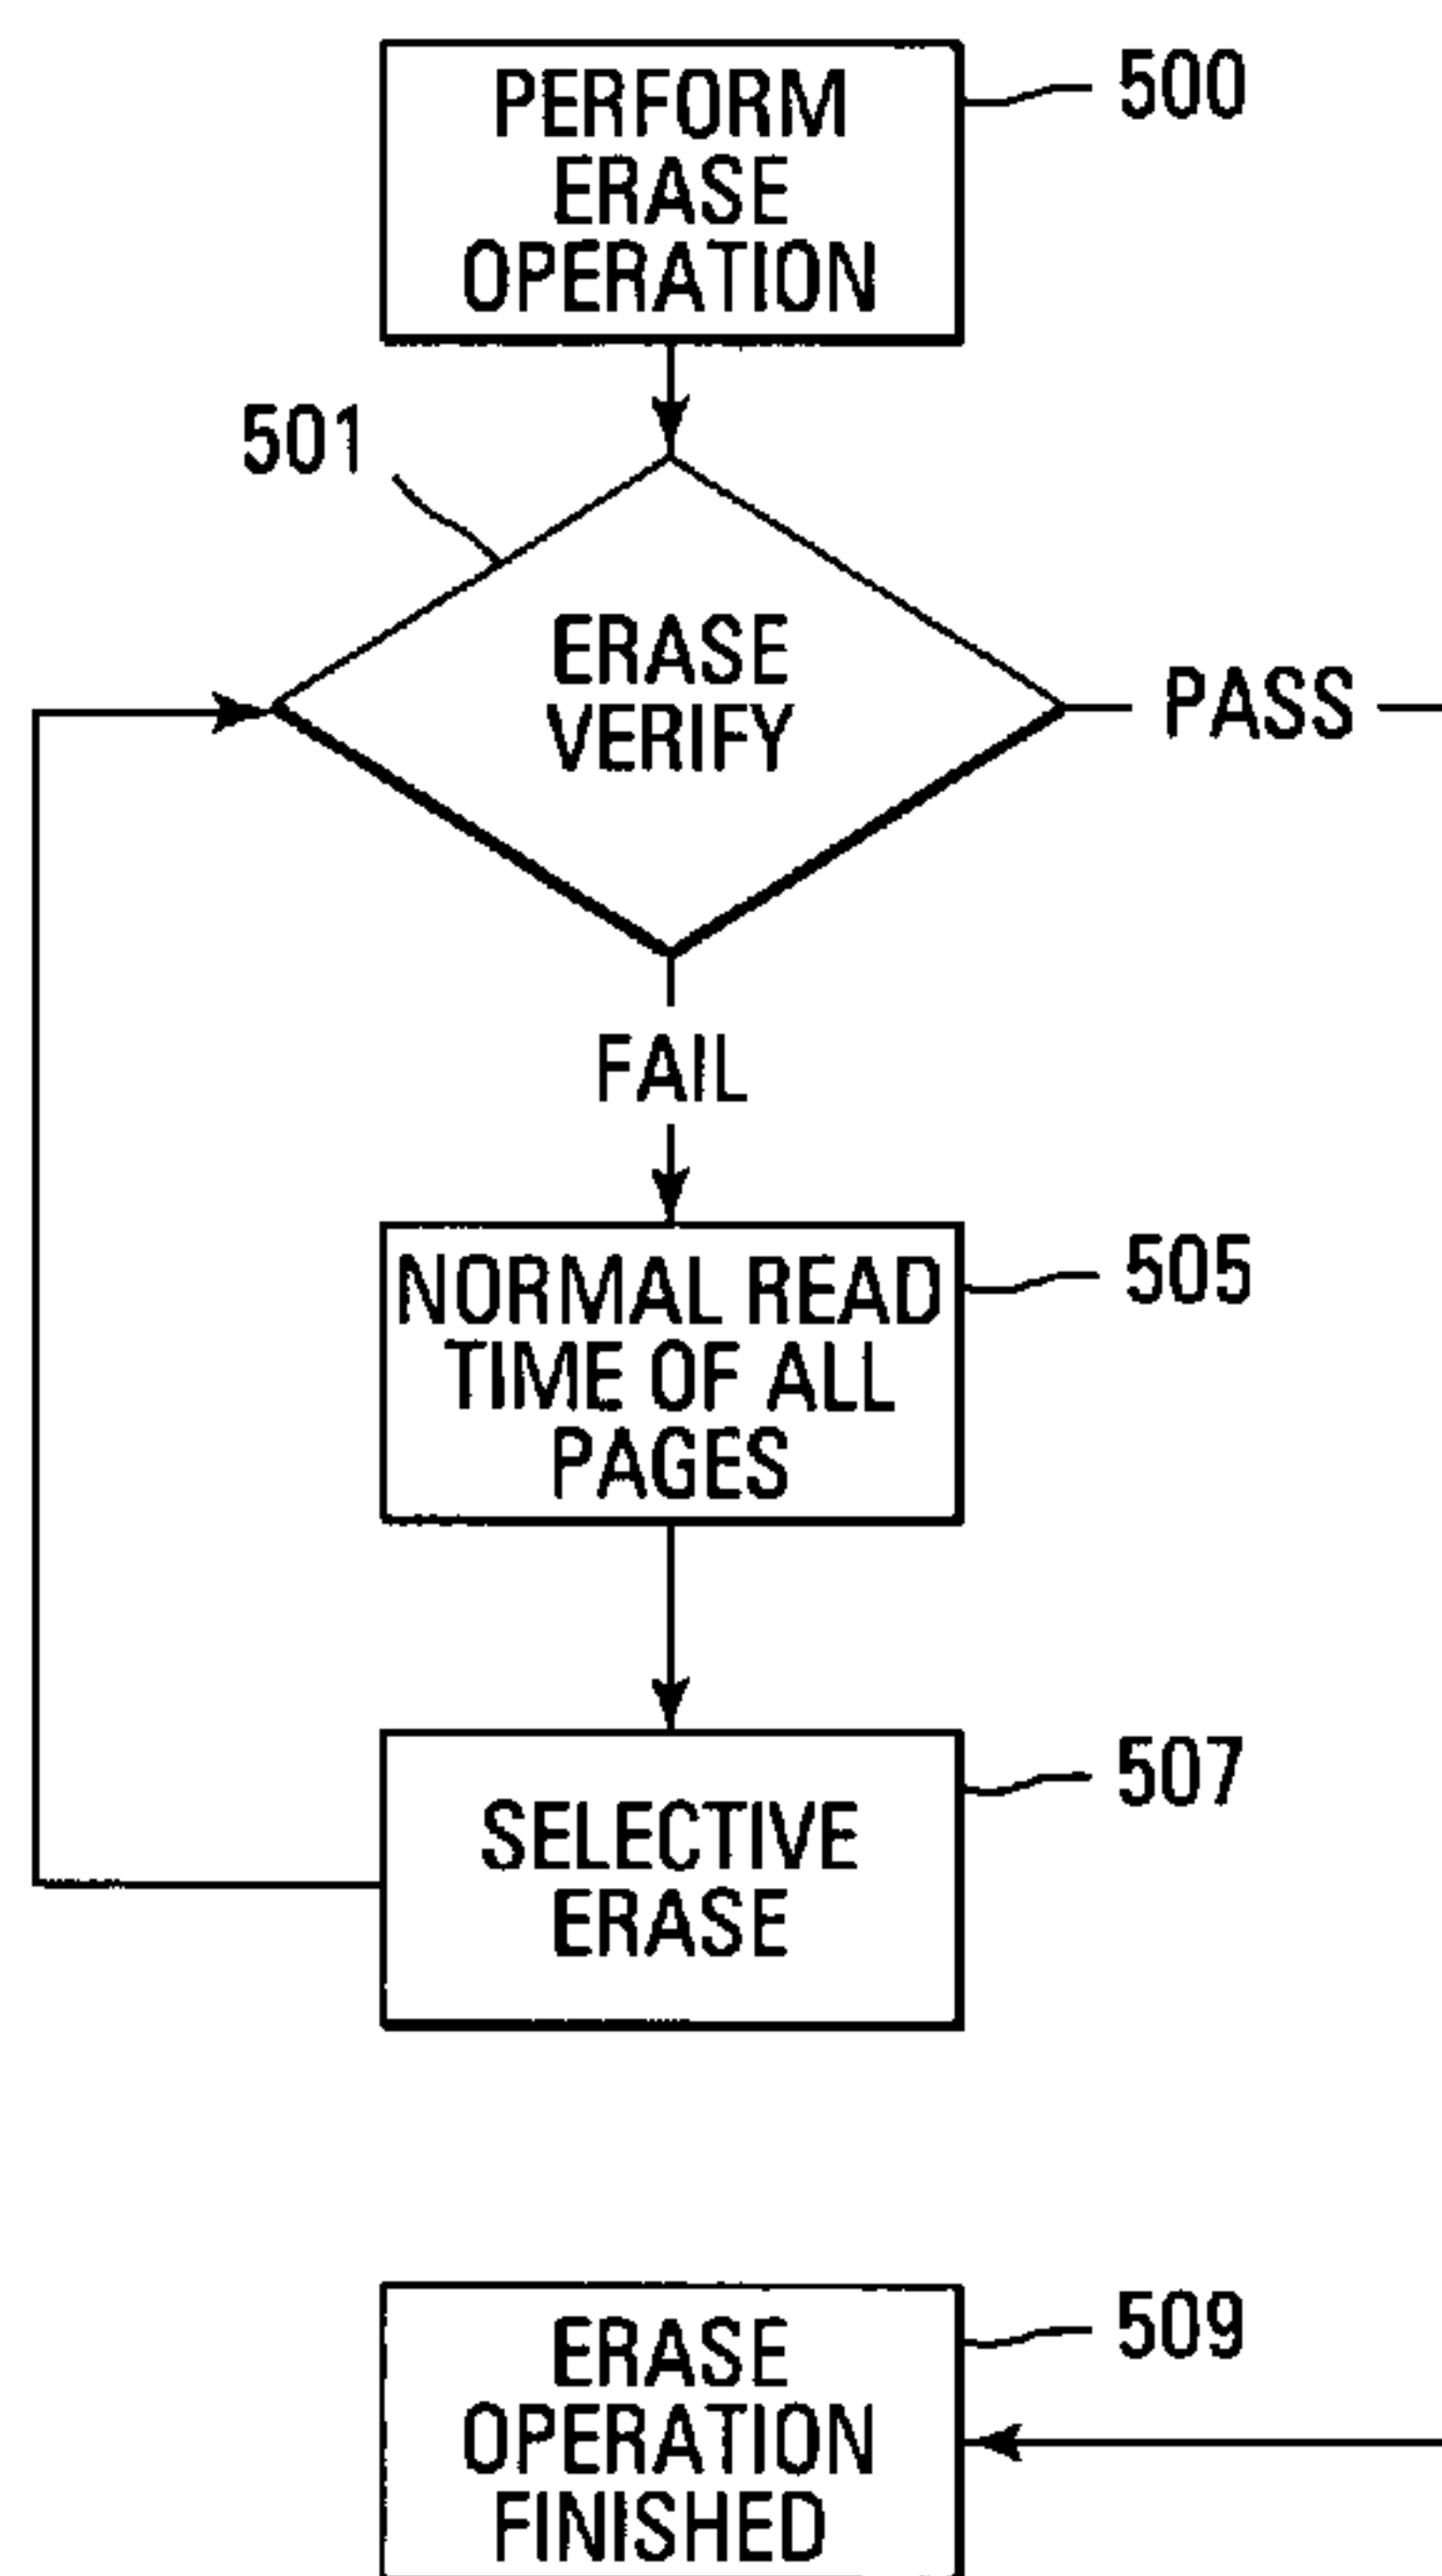 PERFORM
ERASE
OPERATION
500
501
ERASE
VERIFY
PASS
FAIL
NORMAL READ
TIME OF ALL
PAGES
505
SELECTIVE
ERASE
507
ERASE
OPERATION
FINISHED
509